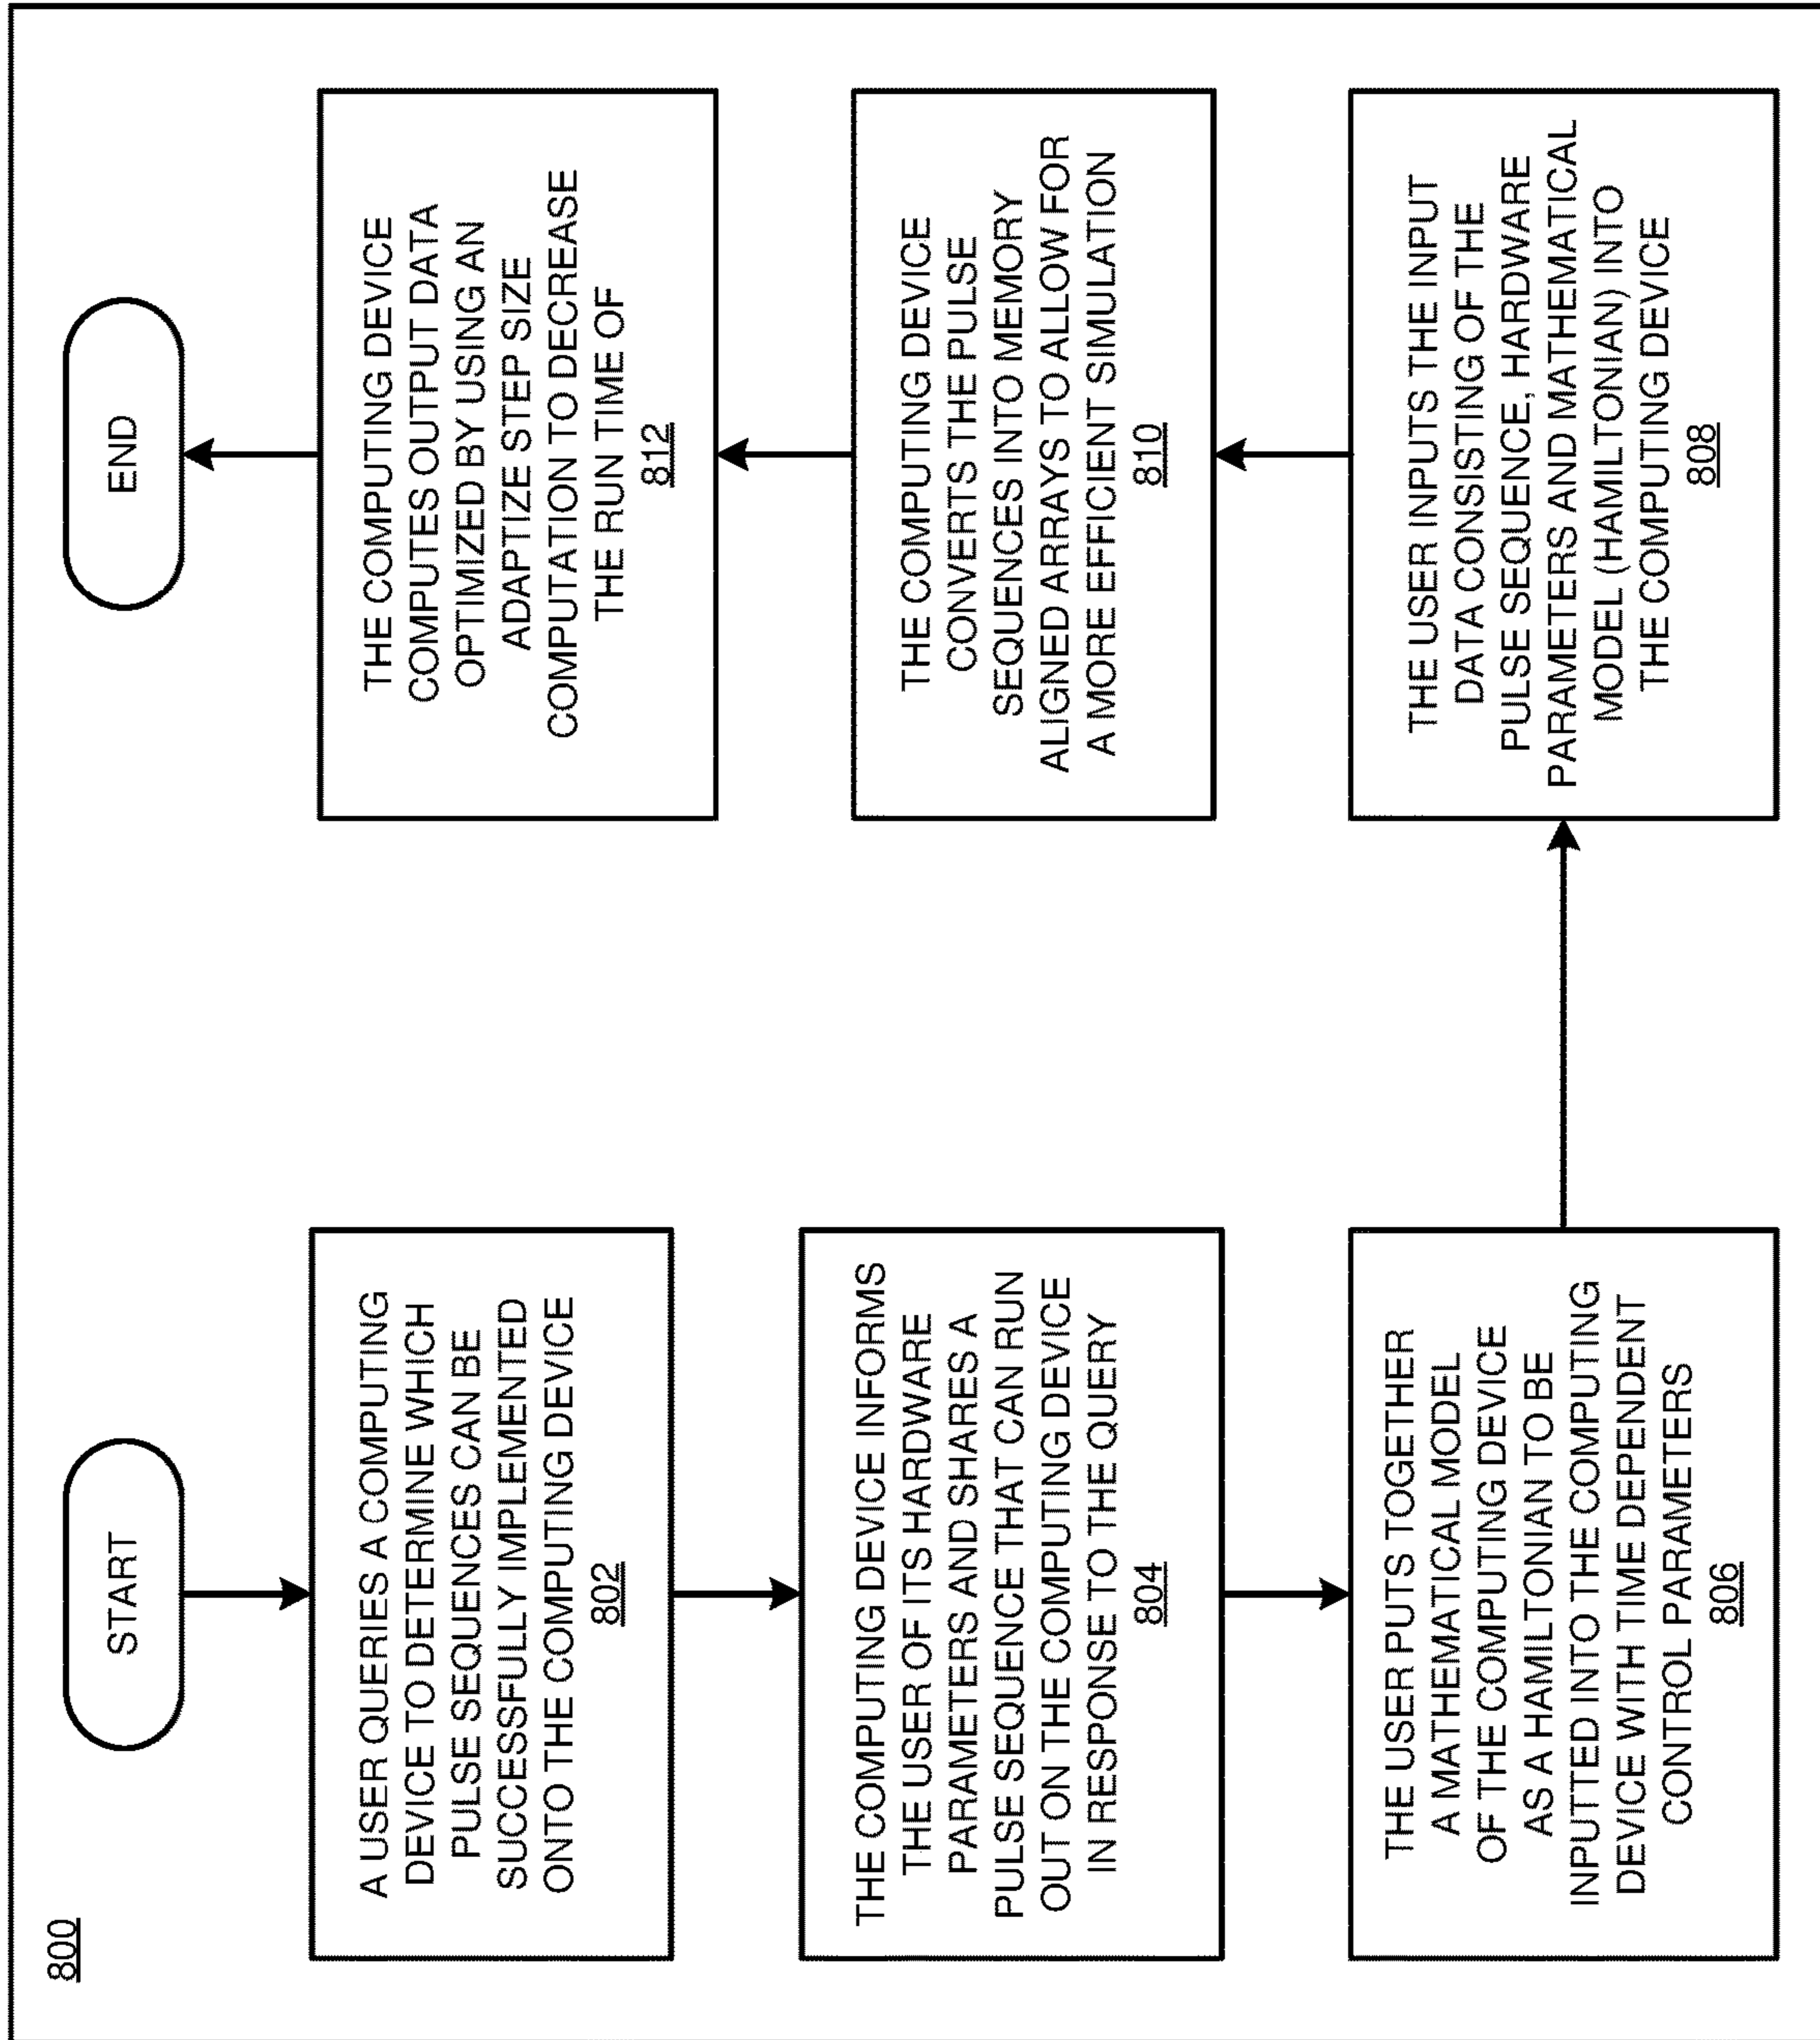 800
START
A USER QUERIES A COMPUTING
DEVICE TO DETERMINE WHICH
PULSE SEQUENCES CAN BE
SUCCESSFULLY IMPLEMENTED
ONTO THE COMPUTING DEVICE
802
THE COMPUTING DEVICE INFORMS
THE USER OF ITS HARDWARE
PARAMETERS AND SHARES A
PULSE SEQUENCE THAT CAN RUN
OUT ON THE COMPUTING DEVICE
IN RESPONSE TO THE QUERY
804
THE USER PUTS TOGETHER
A MATHEMATICAL MODEL
OF THE COMPUTING DEVICE
AS A HAMILTONIAN TO BE
INPUTTED INTO THE COMPUTING
DEVICE WITH TIME DEPENDENT
CONTROL PARAMETERS
806
THE USER INPUTS THE INPUT
DATA CONSISTING OF THE
PULSE SEQUENCE, HARDWARE
PARAMETERS AND MATHEMATICAL
MODEL (HAMILTONIAN) INTO
THE COMPUTING DEVICE
808
THE COMPUTING DEVICE
CONVERTS THE PULSE
SEQUENCES INTO MEMORY
ALIGNED ARRAYS TO ALLOW FOR
A MORE EFFICIENT SIMULATION
810
THE COMPUTING DEVICE
COMPUTES OUTPUT DATA
OPTIMIZED BY USING AN
ADAPTIZE STEP SIZE
COMPUTATION TO DECREASE
THE RUN TIME OF
812
END